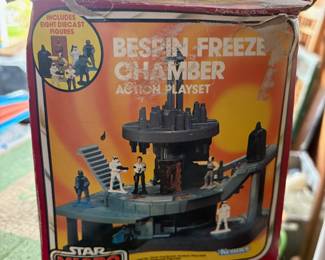 INCLUDES
EIGHT DIECAST
FIGURES
BESPIN FREEZE
CHAMBER
ACTION PLAYSET
STAR
Kenner